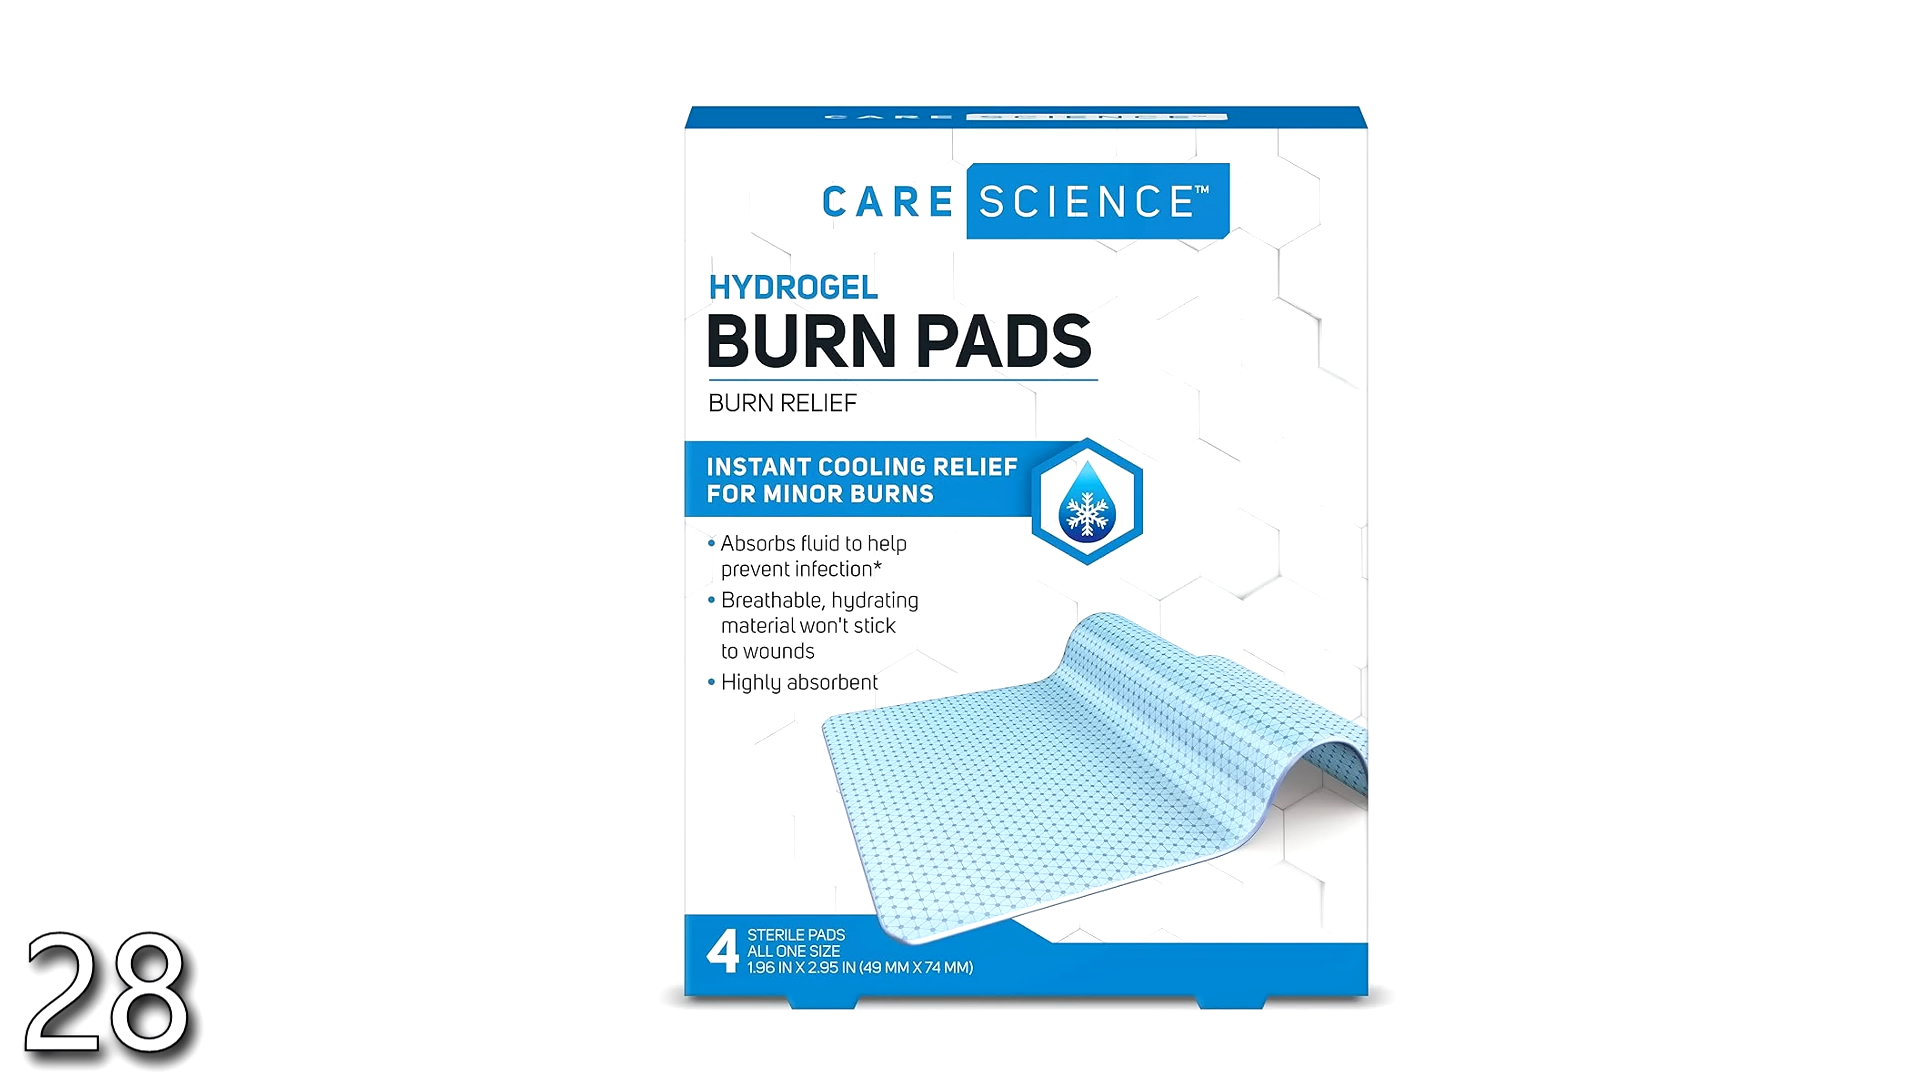 CARE SCIENCE™
CARE SCIENCE™
HYDROGEL
BURN PADS
BURN RELIEF
INSTANT COOLING RELIEF
FOR MINOR BURNS
• Absorbs fluid to help
prevent infection*
• Breathable, hydrating
material won't stick
to wounds
• Highly absorbent
4 STERILE PADS
ALL ONE SIZE
1.96 IN X 2.95 IN (49 MM X 74 MM)
28